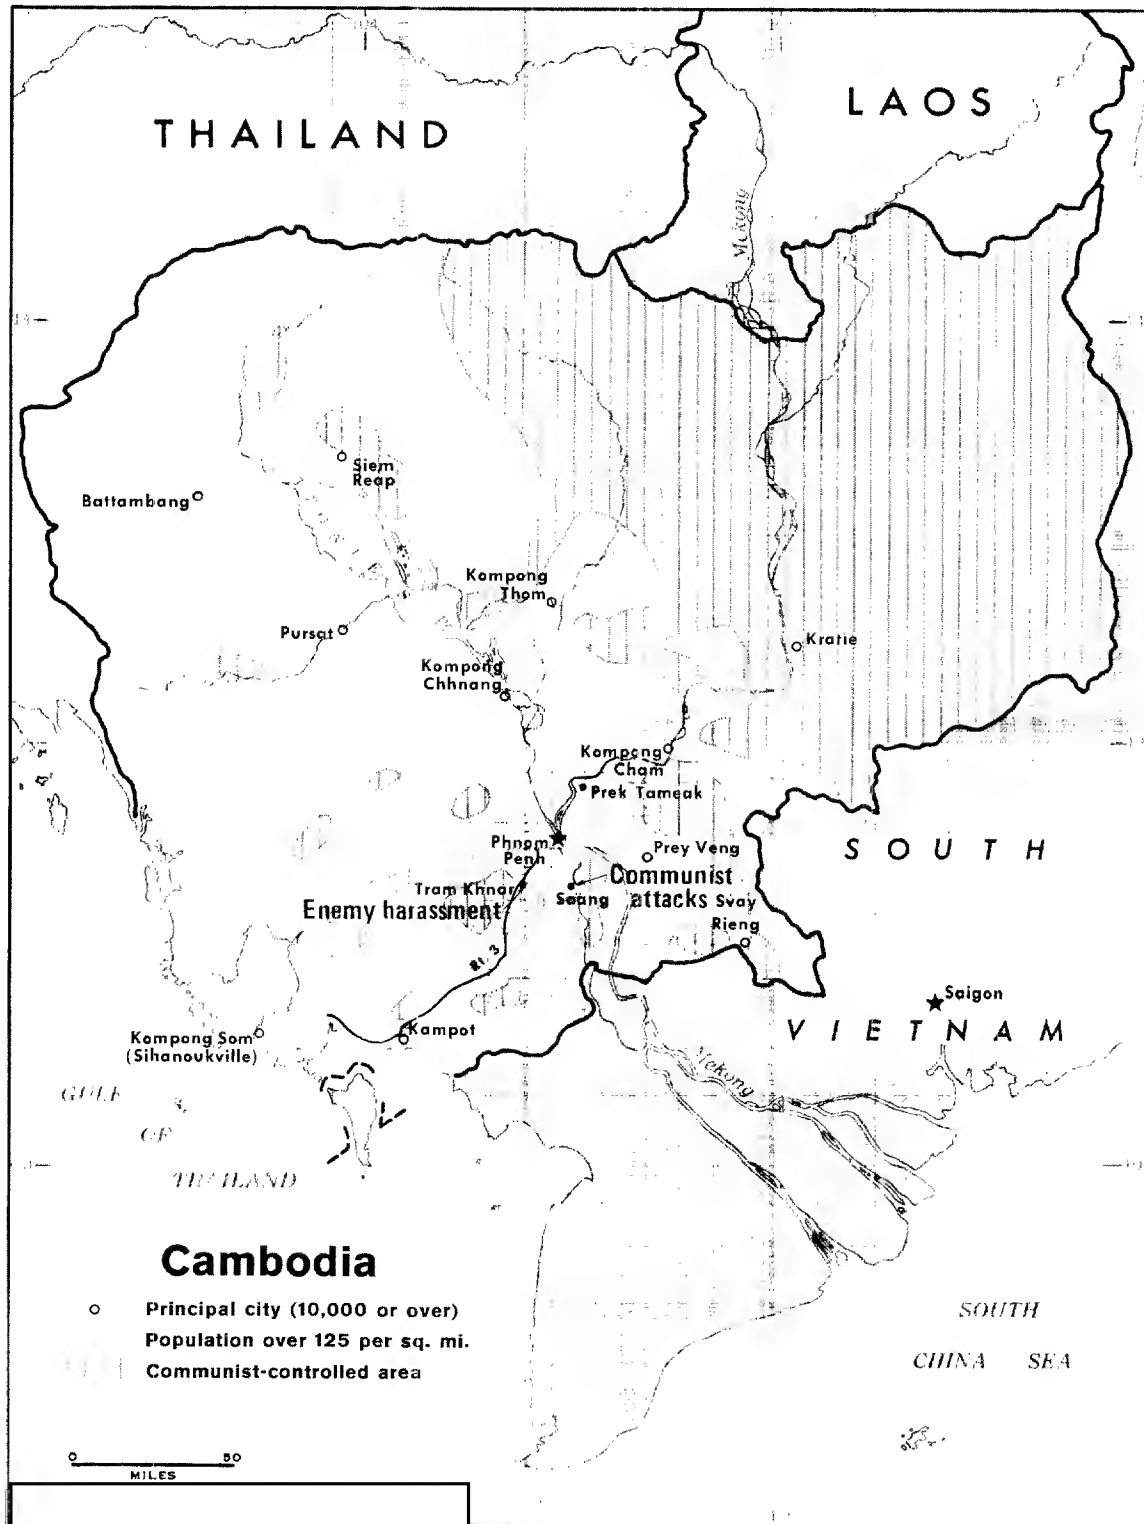 THAILAND
LAOS
Mekong
Siem
Reap
Battambang
Kompong
Thom
Pursat
Kratie
Kompong
Chhnang
Kompong
Cham
Prek Tameak
Phnom
Penh
Prey Veng
SOUTH
Tram Khnar
Communist
attacks
Saang
Svay
Rieng
Enemy harassment
Rt. 3
Saigon
VIETNAM
Kompong Som
(Sihanoukville)
Kampot
Mekong
GULF
OF
THAILAND
Cambodia
Principal city (10,000 or over)
Population over 125 per sq. mi.
Communist-controlled area
SOUTH
CHINA SEA
0 50
MILES